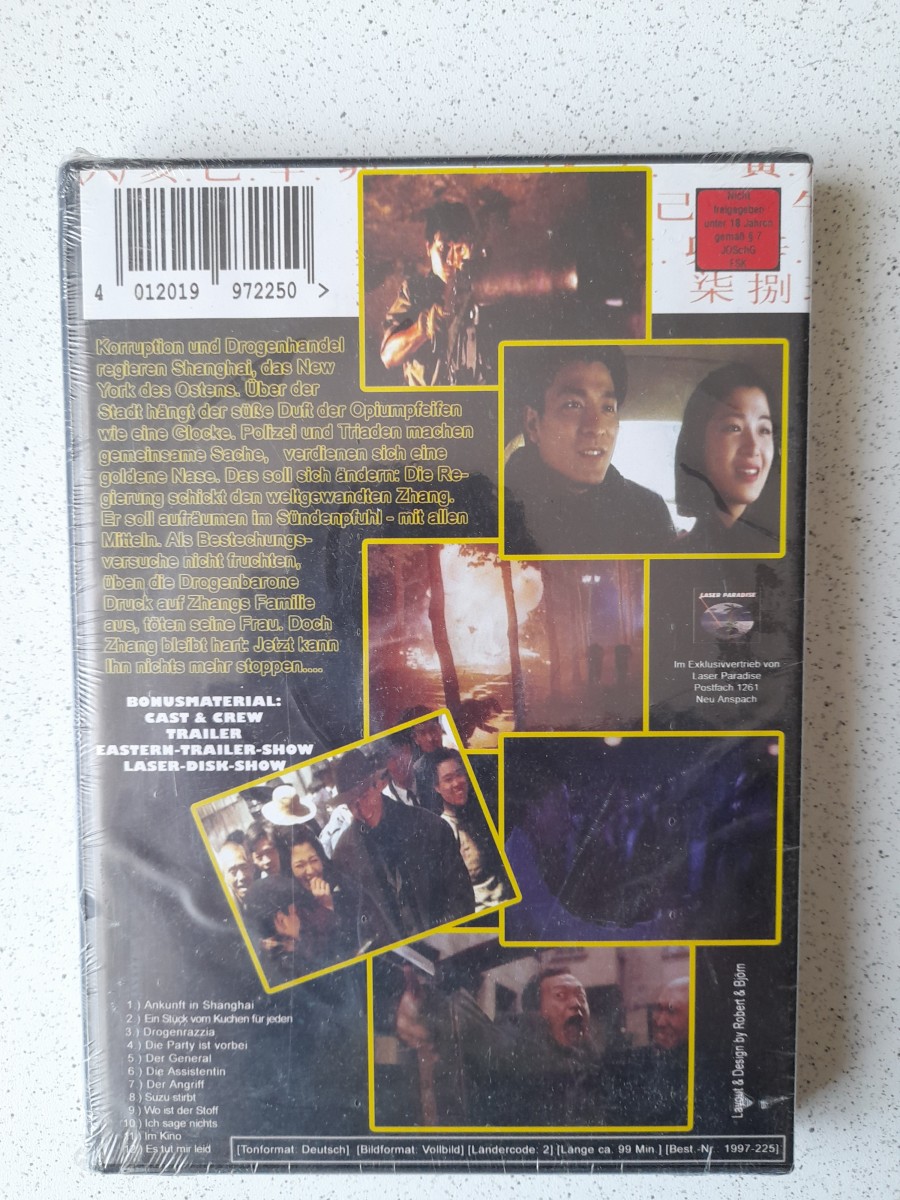 4 012019 972250 >
Nicht
freigegeben
unter 18 Jahren
gemäß § 7
JÖSchG
FSK
柒捌
Korruption und Drogenhandel
regieren Shanghai, das New
York des Ostens. Über der
Stadt hängt der süße Duft der Opiumpfeifen
wie eine Glocke. Polizei und Triaden machen
gemeinsame Sache, verdienen sich eine
goldene Nase. Das soll sich ändern: Die Re-
gierung schickt den weltgewandten Zhang.
Er soll aufräumen im Sündenpfuhl - mit allen
Mitteln. Als Bestechungs-
versuche nicht fruchten,
üben die Drogenbarone
Druck auf Zhangs Familie
aus, töten seine Frau. Doch
Zhang bleibt hart: Jetzt kann
Ihn nichts mehr stoppen....
LASER PARADISE
Im Exklusivvertrieb von
Laser Paradise
Postfach 1261
Neu Anspach
BONUSMATERIAL:
CAST & CREW
TRAILER
EASTERN-TRAILER-SHOW
LASER-DISK-SHOW
1.) Ankunft in Shanghai
2.) Ein Stück vom Kuchen für jeden
3.) Drogenrazzia
4.) Die Party ist vorbei
5.) Der General
6.) Die Assistentin
7.) Der Angriff
8.) Suzu stirbt
9.) Wo ist der Stoff
10.) Ich sage nichts
11.) Im Kino
12.) Es tut mir leid
[Tonformat: Deutsch] [Bildformat: Vollbild] [Ländercode: 2] [Länge ca. 99 Min.] [Best.-Nr. 1997-225]
Layout & Design by Robert & Björn